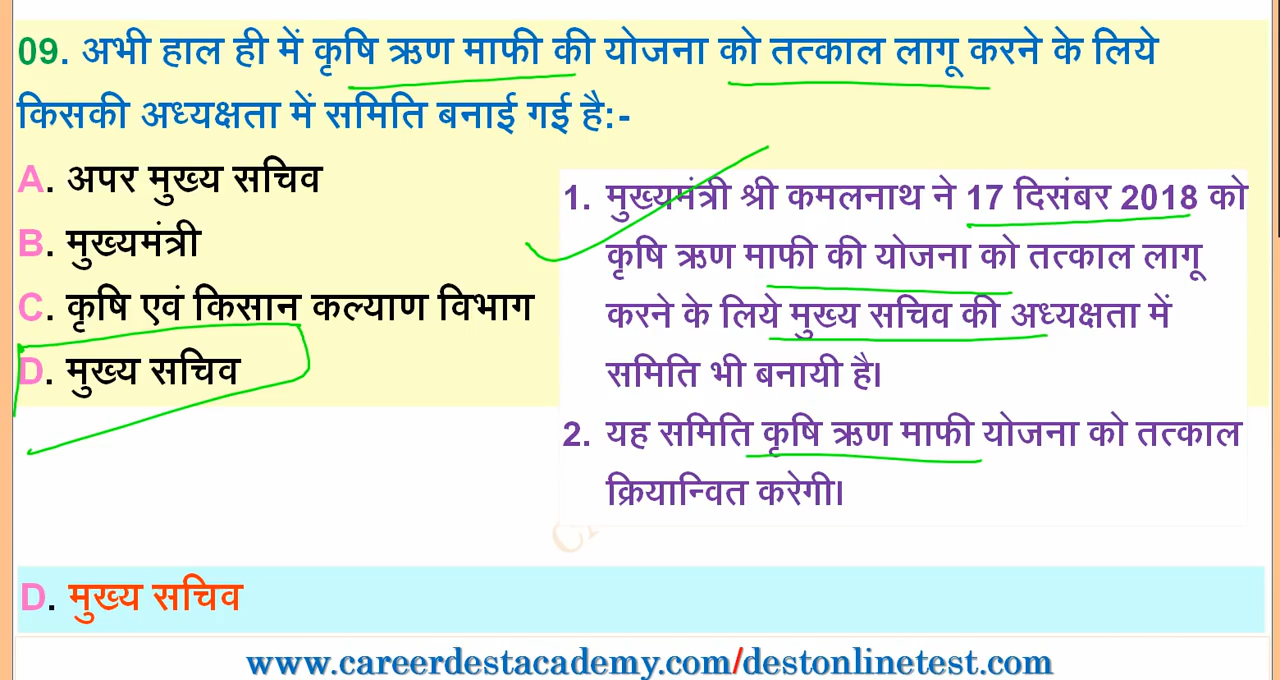 09. अभी हाल ही में कृषि ऋण माफी की योजना को तत्काल लागू करने के लिये
किसकी अध्यक्षता में समिति बनाई गई है:-
A. अपर मुख्य सचिव
B. मुख्यमंत्री
C. कृषि एवं किसान कल्याण विभाग
D. मुख्य सचिव
1. मुख्यमंत्री श्री कमलनाथ ने 17 दिसंबर 2018 को
कृषि ऋण माफी की योजना को तत्काल लागू
करने के लिये मुख्य सचिव की अध्यक्षता में
समिति भी बनायी है।
2. यह समिति कृषि ऋण माफी योजना को तत्काल
क्रियान्वित करेगी।
D. मुख्य सचिव
www.careerdestacademy.com/destonlinetest.com